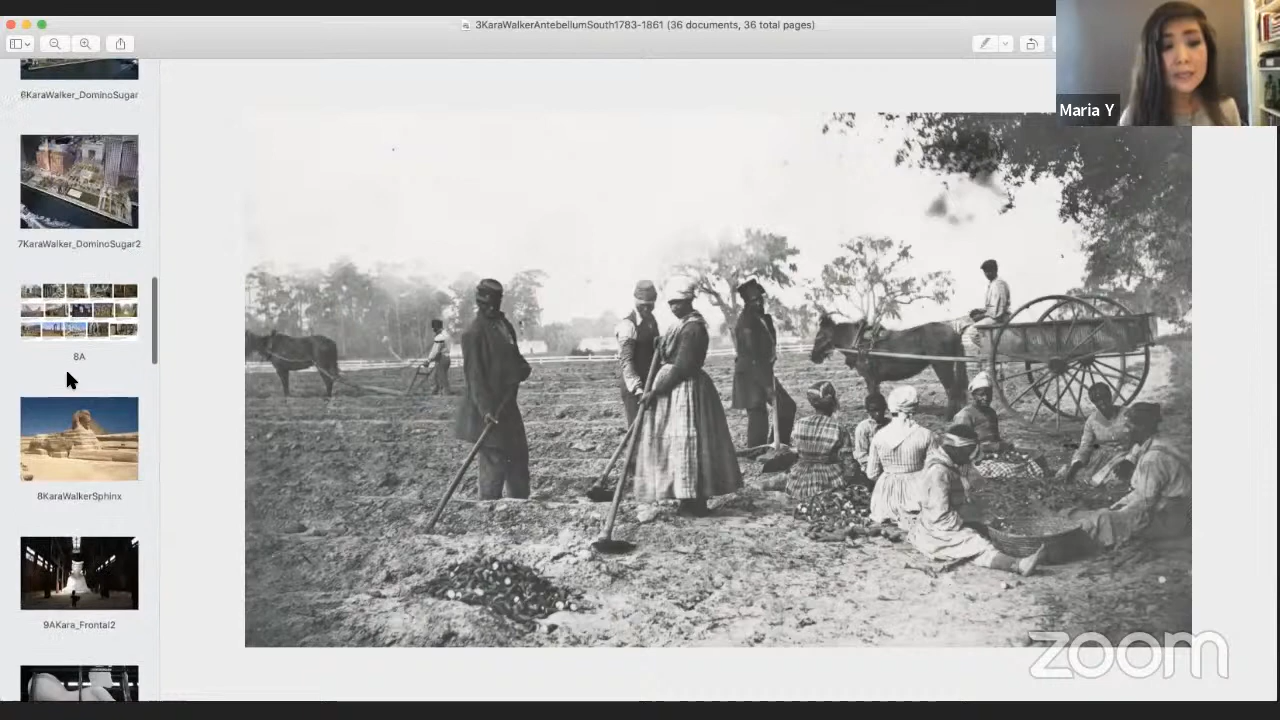 3KaraWalkerAntebellumSouth1783-1861 (36 documents, 36 total pages)
Maria Y
6KaraWalker_DominoSugar
7KaraWalker_DominoSugar2
8A
8KaraWalkerSphinx
9AKara_Frontal2
zoom